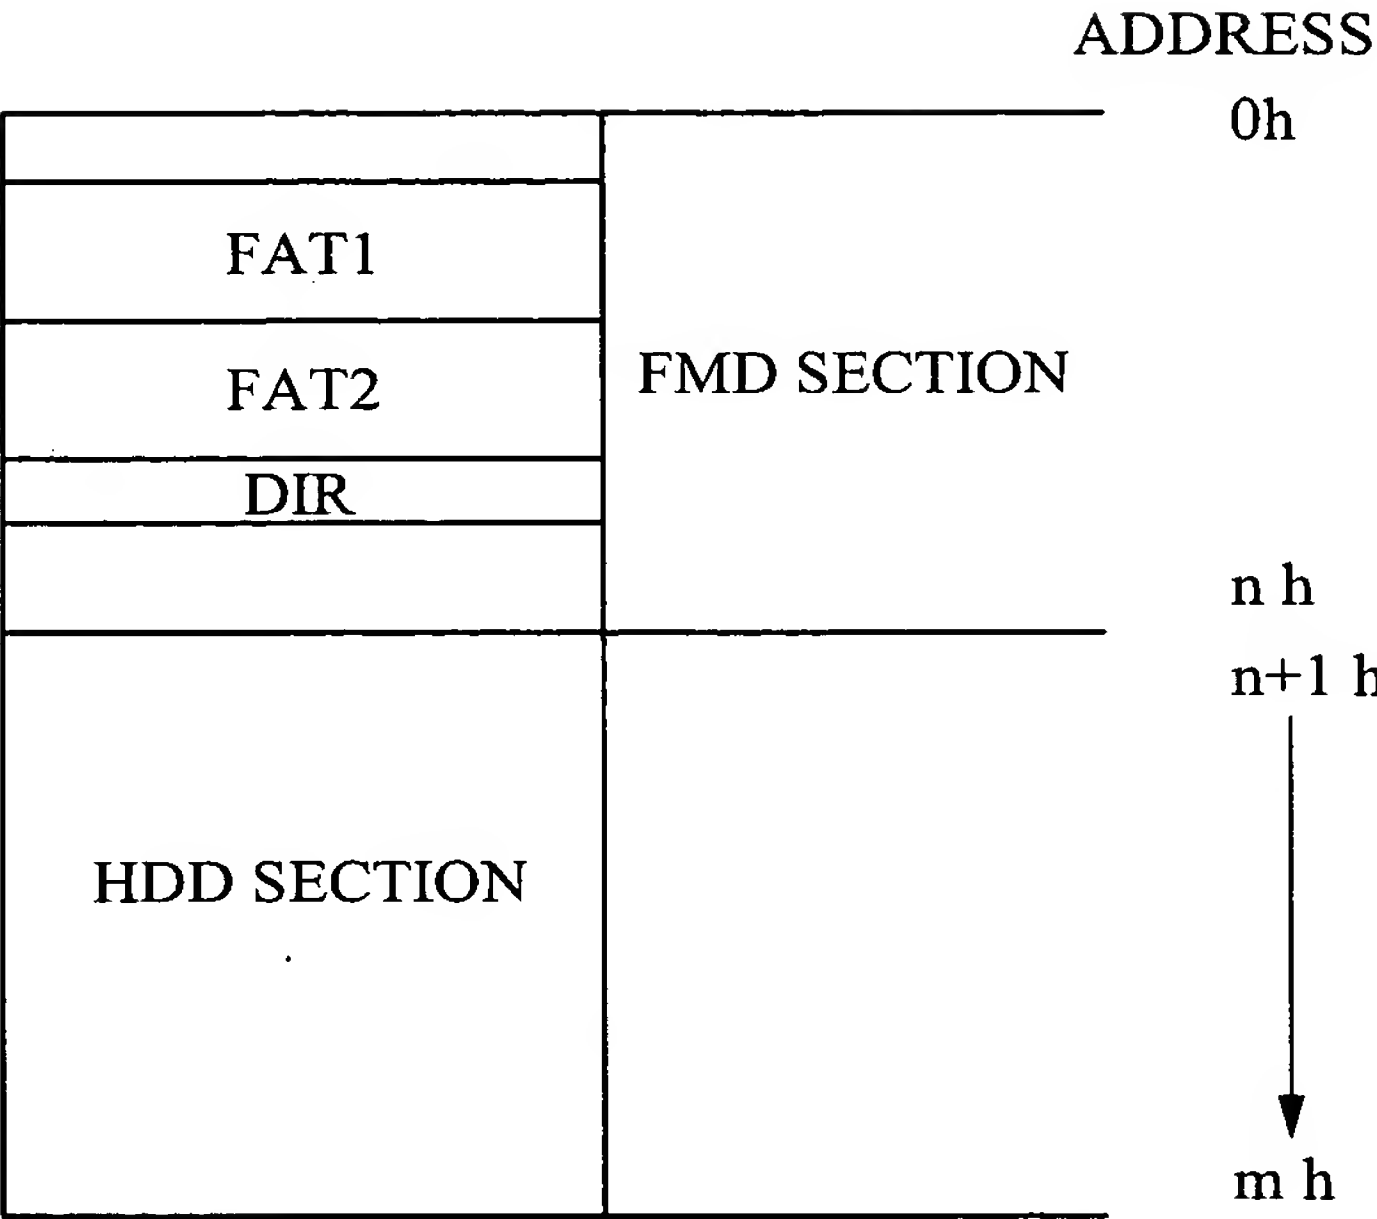 ADDRESS
0h
FAT1
FAT2
FMD SECTION
DIR
n h
n+1 h
HDD SECTION
m h